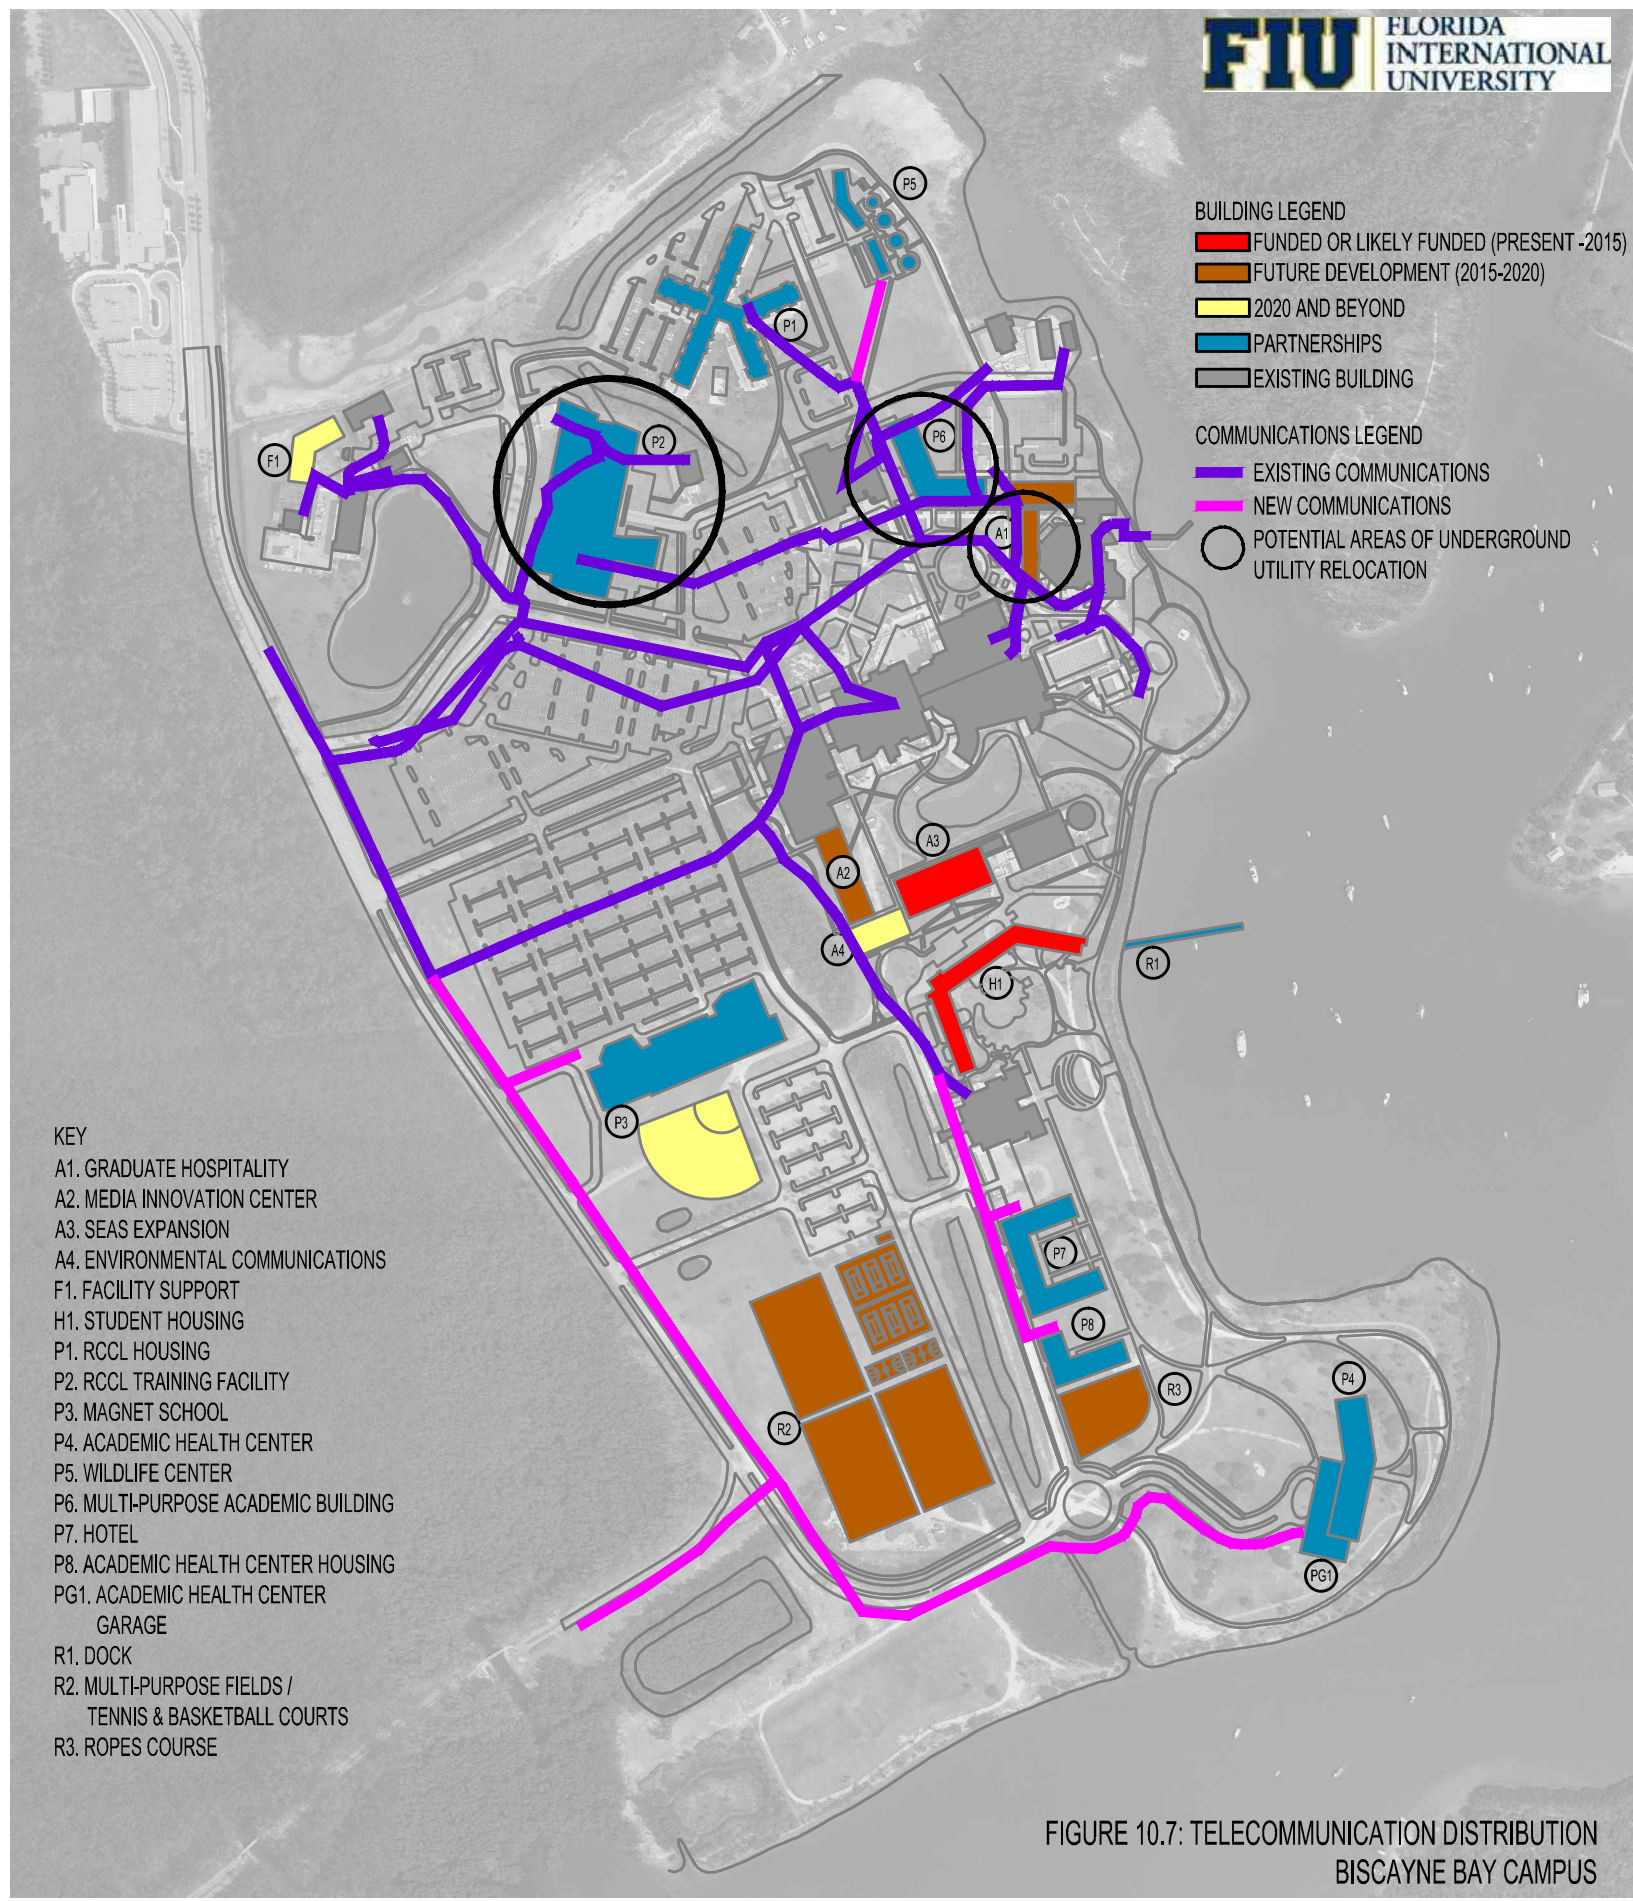 FIU
FLORIDA
INTERNATIONAL
UNIVERSITY
BUILDING LEGEND
FUNDED OR LIKELY FUNDED (PRESENT -2015)
FUTURE DEVELOPMENT (2015-2020)
2020 AND BEYOND
PARTNERSHIPS
EXISTING BUILDING
COMMUNICATIONS LEGEND
EXISTING COMMUNICATIONS
NEW COMMUNICATIONS
POTENTIAL AREAS OF UNDERGROUND
UTILITY RELOCATION
P5
P1
P2
P6
F1
A1
A3
A2
A4
H1
R1
P3
P7
P8
R3
P4
R2
PG1
KEY
A1. GRADUATE HOSPITALITY
A2. MEDIA INNOVATION CENTER
A3. SEAS EXPANSION
A4. ENVIRONMENTAL COMMUNICATIONS
F1. FACILITY SUPPORT
H1. STUDENT HOUSING
P1. RCCL HOUSING
P2. RCCL TRAINING FACILITY
P3. MAGNET SCHOOL
P4. ACADEMIC HEALTH CENTER
P5. WILDLIFE CENTER
P6. MULTI-PURPOSE ACADEMIC BUILDING
P7. HOTEL
P8. ACADEMIC HEALTH CENTER HOUSING
PG1. ACADEMIC HEALTH CENTER
GARAGE
R1. DOCK
R2. MULTI-PURPOSE FIELDS /
TENNIS & BASKETBALL COURTS
R3. ROPES COURSE
FIGURE 10.7: TELECOMMUNICATION DISTRIBUTION
BISCAYNE BAY CAMPUS